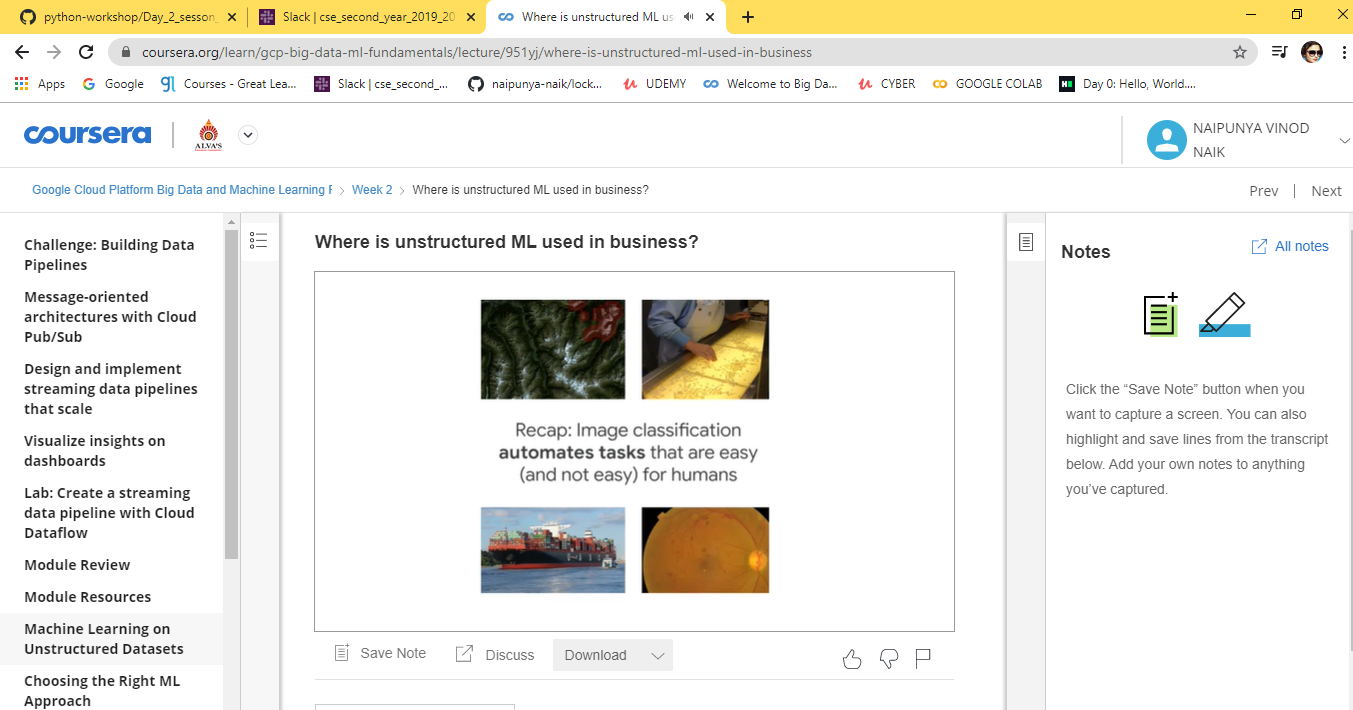 python-workshop/Day_2_sesson_
Slack | cse_second_year_2019_20
Where is unstructured ML us
coursera.org/learn/gcp-big-data-ml-fundamentals/lecture/951yj/where-is-unstructured-ml-used-in-business
Apps
Google
Courses - Great Lea...
Slack | cse_second_...
naipunya-naik/lock...
UDEMY
Welcome to Big Da...
CYBER
GOOGLE COLAB
Day 0: Hello, World....
coursera
ALVA'S
NAIPUNYA VINOD
NAIK
Google Cloud Platform Big Data and Machine Learning F
Week 2
Where is unstructured ML used in business?
Prev | Next
Challenge: Building Data
Pipelines
Message-oriented
architectures with Cloud
Pub/Sub
Design and implement
streaming data pipelines
that scale
Visualize insights on
dashboards
Lab: Create a streaming
data pipeline with Cloud
Dataflow
Module Review
Module Resources
Machine Learning on
Unstructured Datasets
Choosing the Right ML
Approach
Where is unstructured ML used in business?
Recap: Image classification
automates tasks that are easy
(and not easy) for humans
Save Note
Discuss
Download
Notes
All notes
Click the “Save Note” button when you
want to capture a screen. You can also
highlight and save lines from the transcript
below. Add your own notes to anything
you’ve captured.